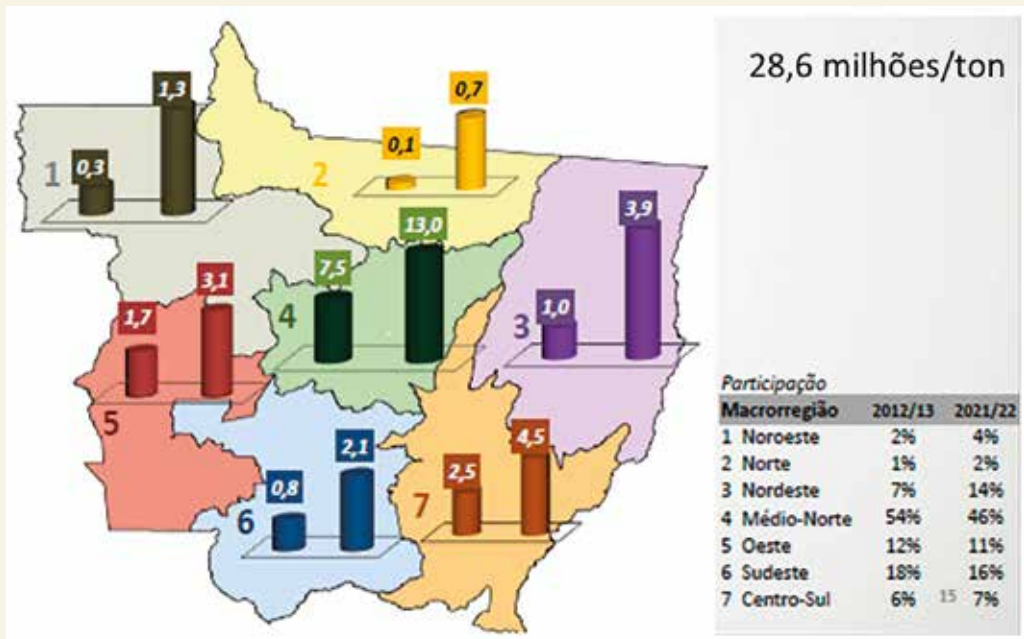 28,6 milhões/ton
1,3
0,3
1
0,7
0,1
2
3,9
1,0
3
13,0
7,5
4
3,1
1,7
5
2,1
0,8
6
4,5
2,5
7
Participação
Macrorregião 2012/13 2021/22
1 Noroeste 2% 4%
2 Norte 1% 2%
3 Nordeste 7% 14%
4 Médio-Norte 54% 46%
5 Oeste 12% 11%
6 Sudeste 18% 16%
7 Centro-Sul 6% 7%
15